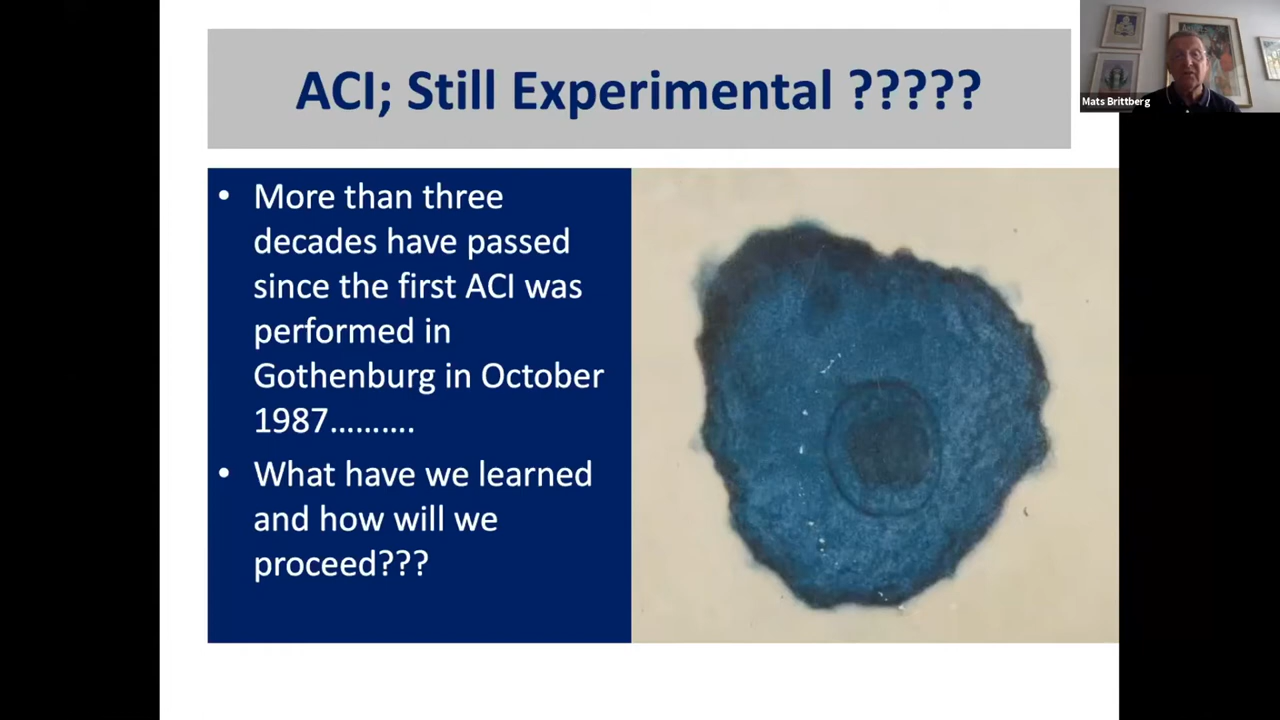 ACI; Still Experimental ?????
Mats Brittberg
• More than three
decades have passed
since the first ACI was
performed in
Gothenburg in October
1987……….
• What have we learned
and how will we
proceed???